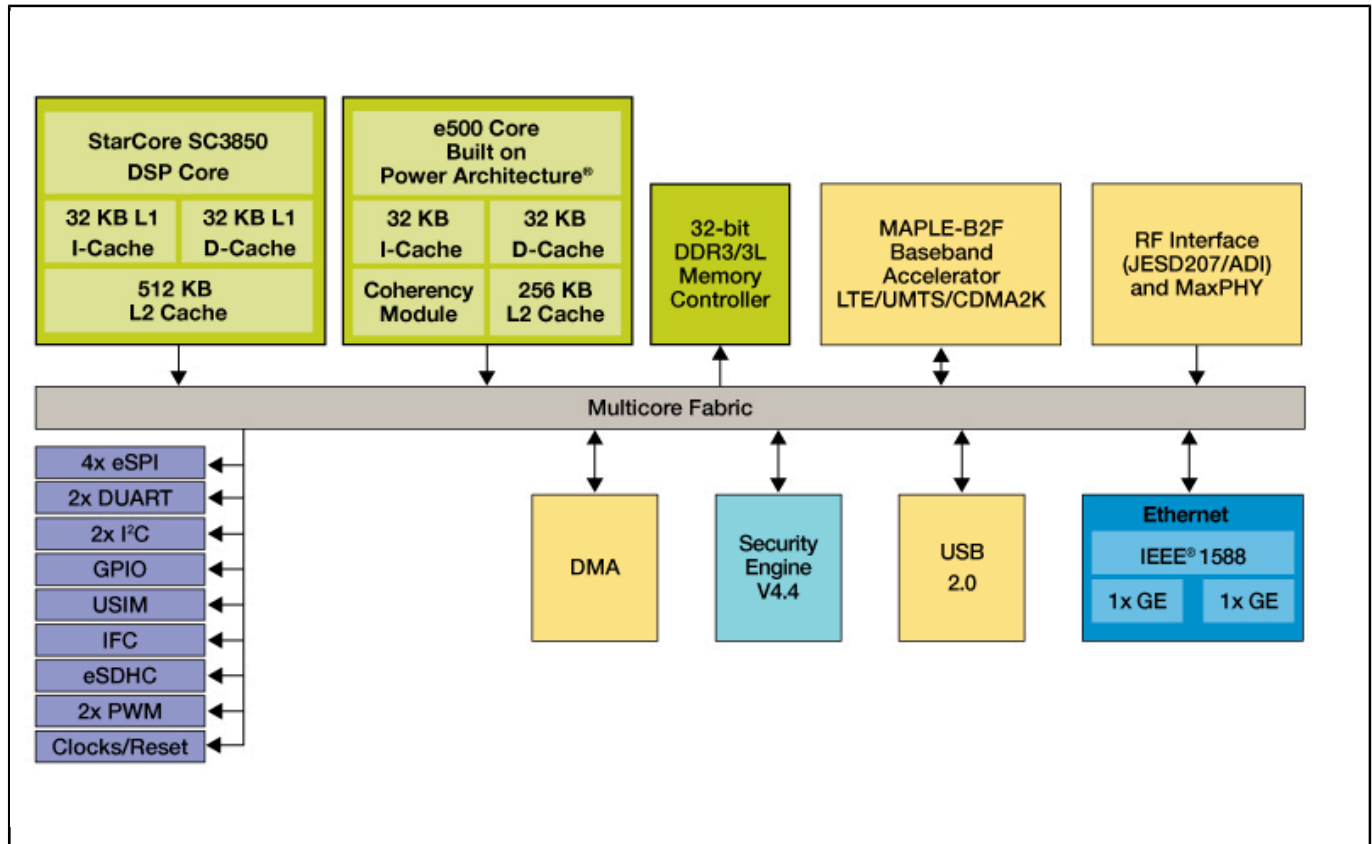 StarCore SC3850
DSP Core
32 KB L1
I-Cache
32 KB L1
D-Cache
512 KB
L2 Cache
e500 Core
Built on
Power Architecture®
32 KB
I-Cache
32 KB
D-Cache
Coherency
Module
256 KB
L2 Cache
32-bit
DDR3/3L
Memory
Controller
MAPLE-B2F
Baseband
Accelerator
LTE/UMTS/CDMA2K
RF Interface
(JESD207/ADI)
and MaxPHY
Multicore Fabric
4x eSPI
2x DUART
2x I²C
GPIO
USIM
IFC
eSDHC
2x PWM
Clocks/Reset
DMA
Security
Engine
V4.4
USB
2.0
Ethernet
IEEE® 1588
1x GE
1x GE